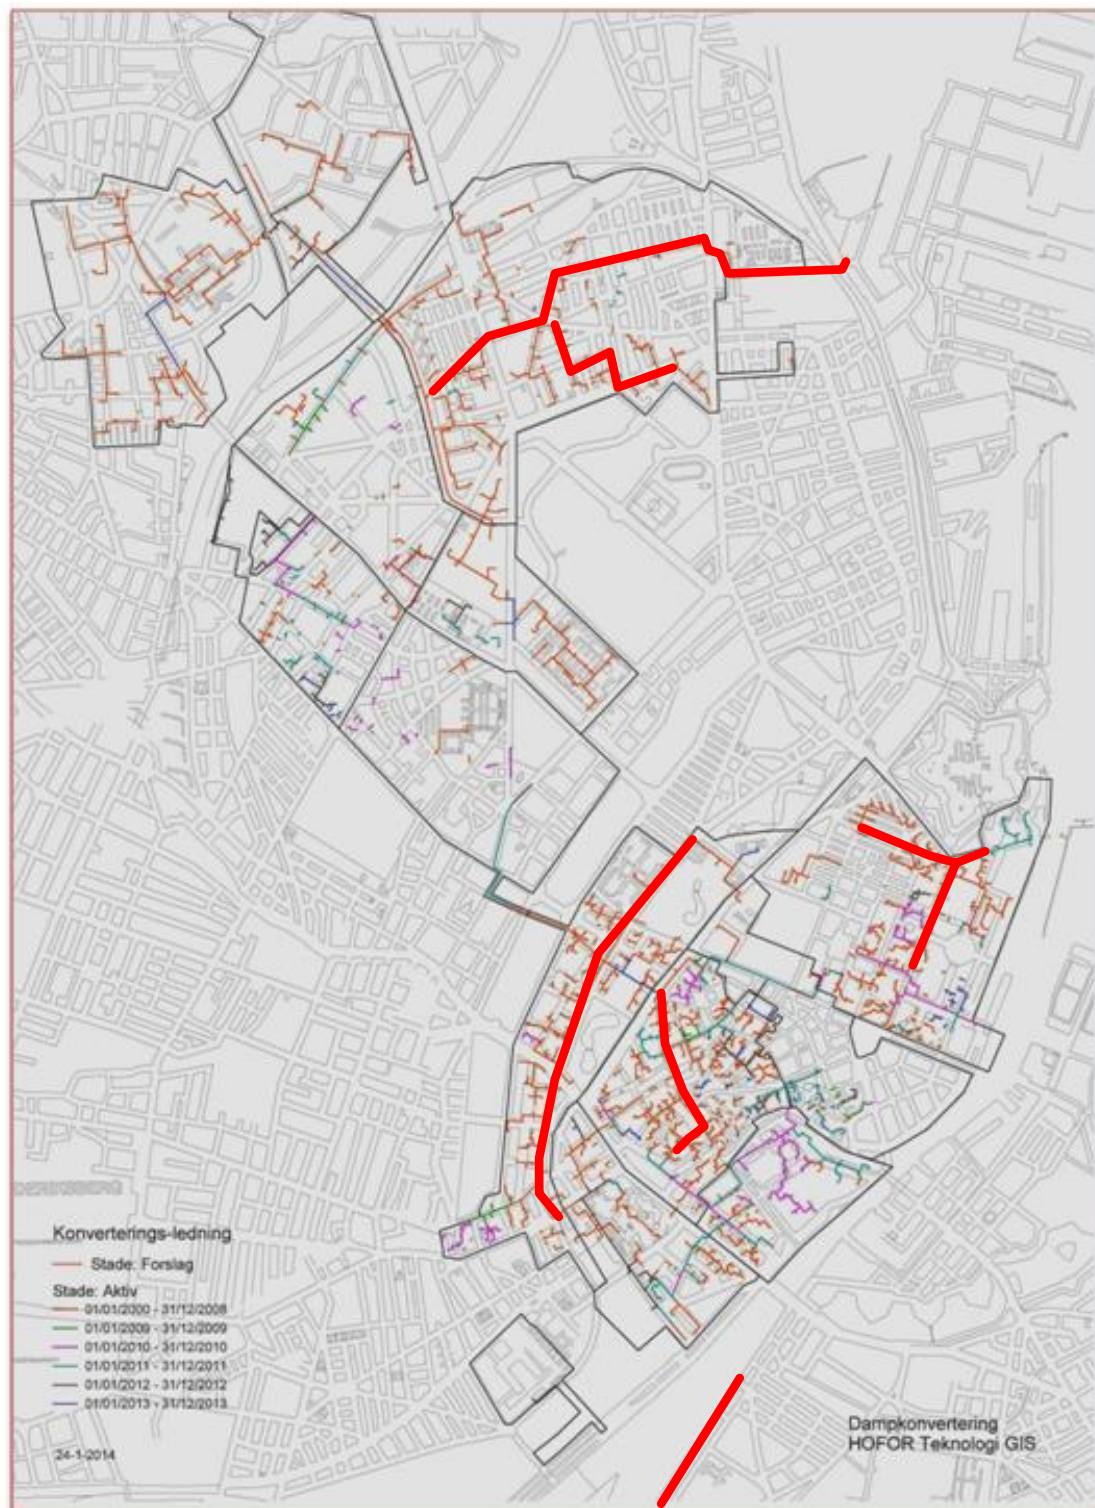 Konverterings-ledning
Stade: Forslag
Stade: Aktiv
01/01/2000 - 31/12/2008
01/01/2009 - 31/12/2009
01/01/2010 - 31/12/2010
01/01/2011 - 31/12/2011
01/01/2012 - 31/12/2012
01/01/2013 - 31/12/2013
24-1-2014
Dampkonvertering
HOFOR Teknologi GIS